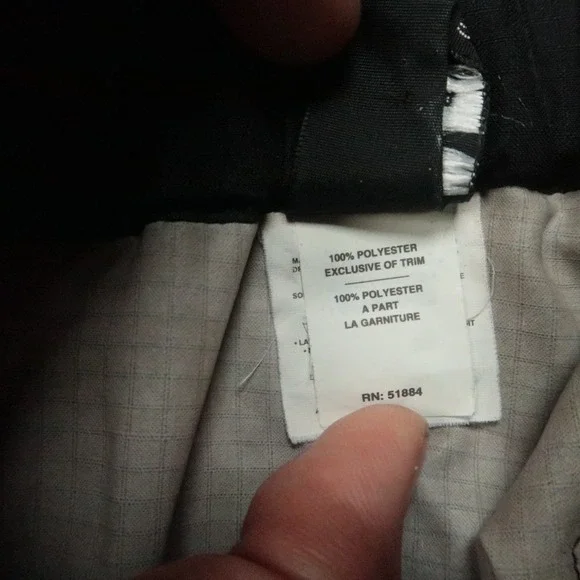 100% POLYESTER
EXCLUSIVE OF TRIM
100% POLYESTER
A PART
LA GARNITURE
RN: 51884